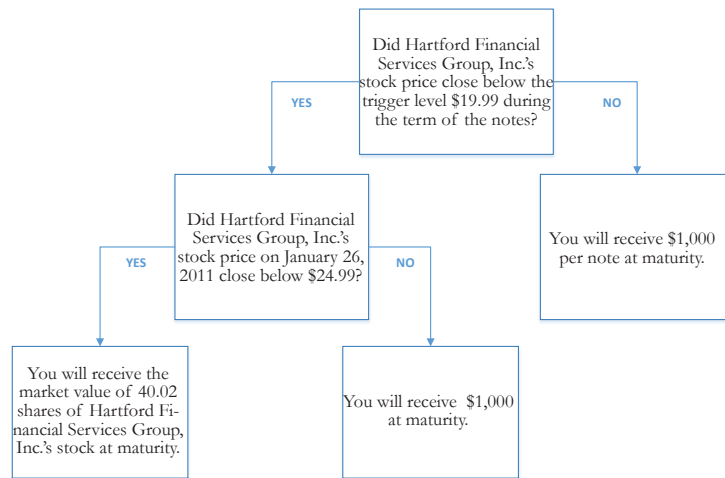 Did Hartford Financial
Services Group, Inc.'s
stock price close below the
trigger level $19.99 during
the term of the notes?
YES
NO
Did Hartford Financial
Services Group, Inc.'s
stock price on January 26,
2011 close below $24.99?
You will receive $1,000
per note at maturity.
YES
NO
You will receive the
market value of 40.02
shares of Hartford Fi-
nancial Services Group,
Inc.'s stock at maturity.
You will receive $1,000
at maturity.